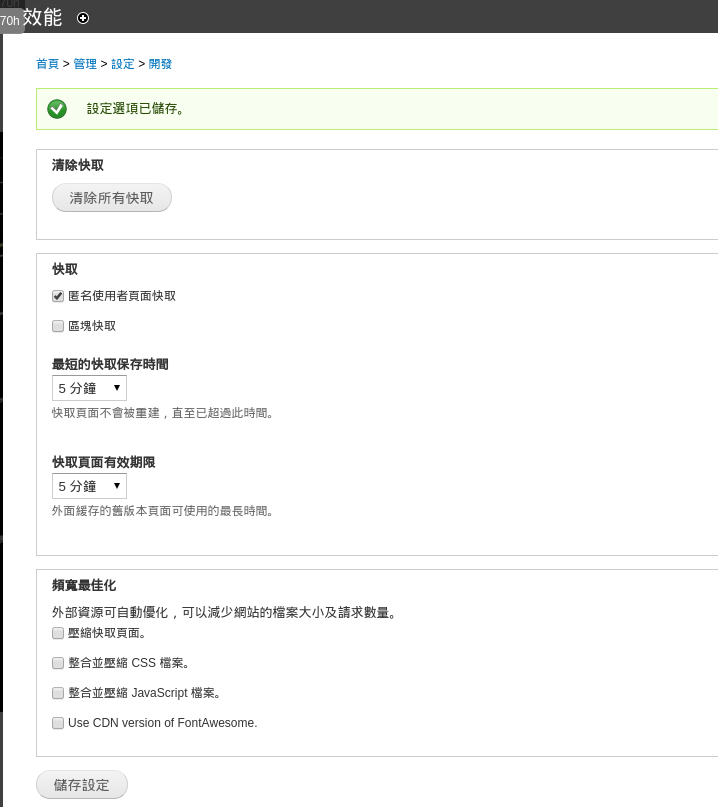 70h
效能
首頁 > 管理 > 設定 > 開發
設定選項已儲存。
清除快取
清除所有快取
快取
匿名使用者頁面快取
區塊快取
最短的快取保存時間
5 分鐘
快取頁面不會被重建，直至已超過此時間。
快取頁面有效期限
5 分鐘
外面緩存的舊版本頁面可使用的最長時間。
頻寬最佳化
外部資源可自動優化，可以減少網站的檔案大小及請求數量。
壓縮快取頁面。
整合並壓縮 CSS 檔案。
整合並壓縮 JavaScript 檔案。
Use CDN version of FontAwesome.
儲存設定